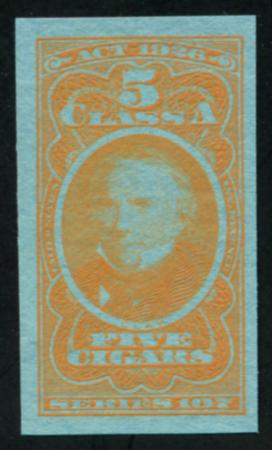 ACT-1926
5
CLASS A
FIVE
CIGARS
SERIES 107